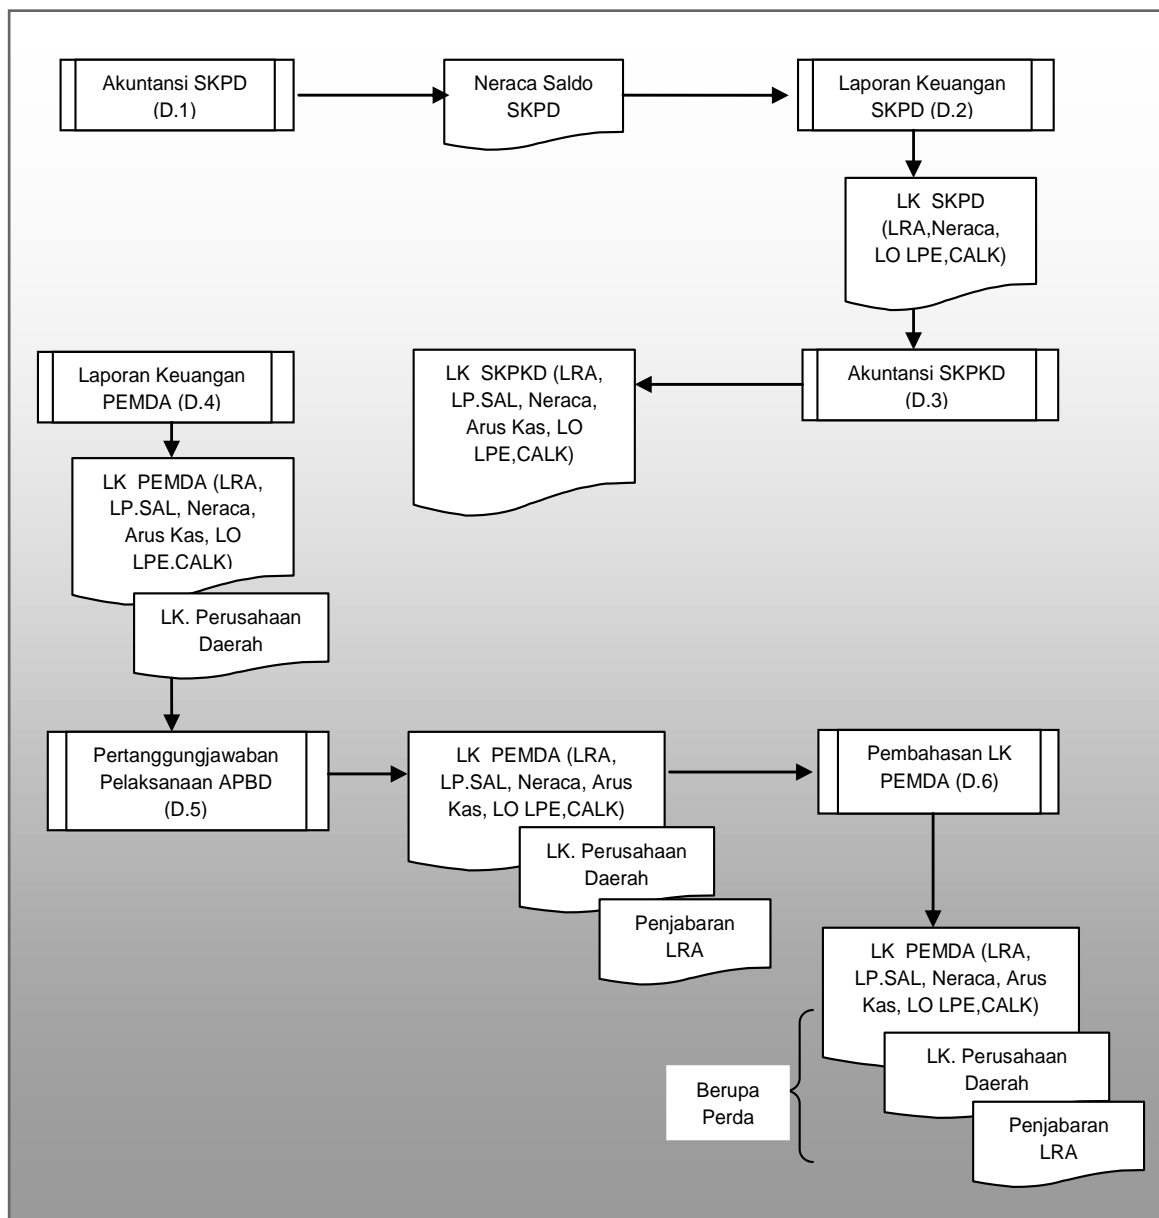 Akuntansi SKPD
(D.1)
Neraca Saldo
SKPD
Laporan Keuangan
SKPD (D.2)
LK SKPD
(LRA,Neraca,
LO LPE,CALK)
Laporan Keuangan
PEMDA (D.4)
LK SKPKD (LRA,
LP.SAL, Neraca,
Arus Kas, LO
LPE,CALK)
Akuntansi SKPKD
(D.3)
LK PEMDA (LRA,
LP.SAL, Neraca,
Arus Kas, LO
LPE.CALK)
LK. Perusahaan
Daerah
Pertanggungjawaban
Pelaksanaan APBD
(D.5)
LK PEMDA (LRA,
LP.SAL, Neraca, Arus
Kas, LO LPE,CALK)
LK. Perusahaan
Daerah
Penjabaran
LRA
Pembahasan LK
PEMDA (D.6)
LK PEMDA (LRA,
LP.SAL, Neraca, Arus
Kas, LO LPE,CALK)
LK. Perusahaan
Daerah
Penjabaran
LRA
Berupa
Perda